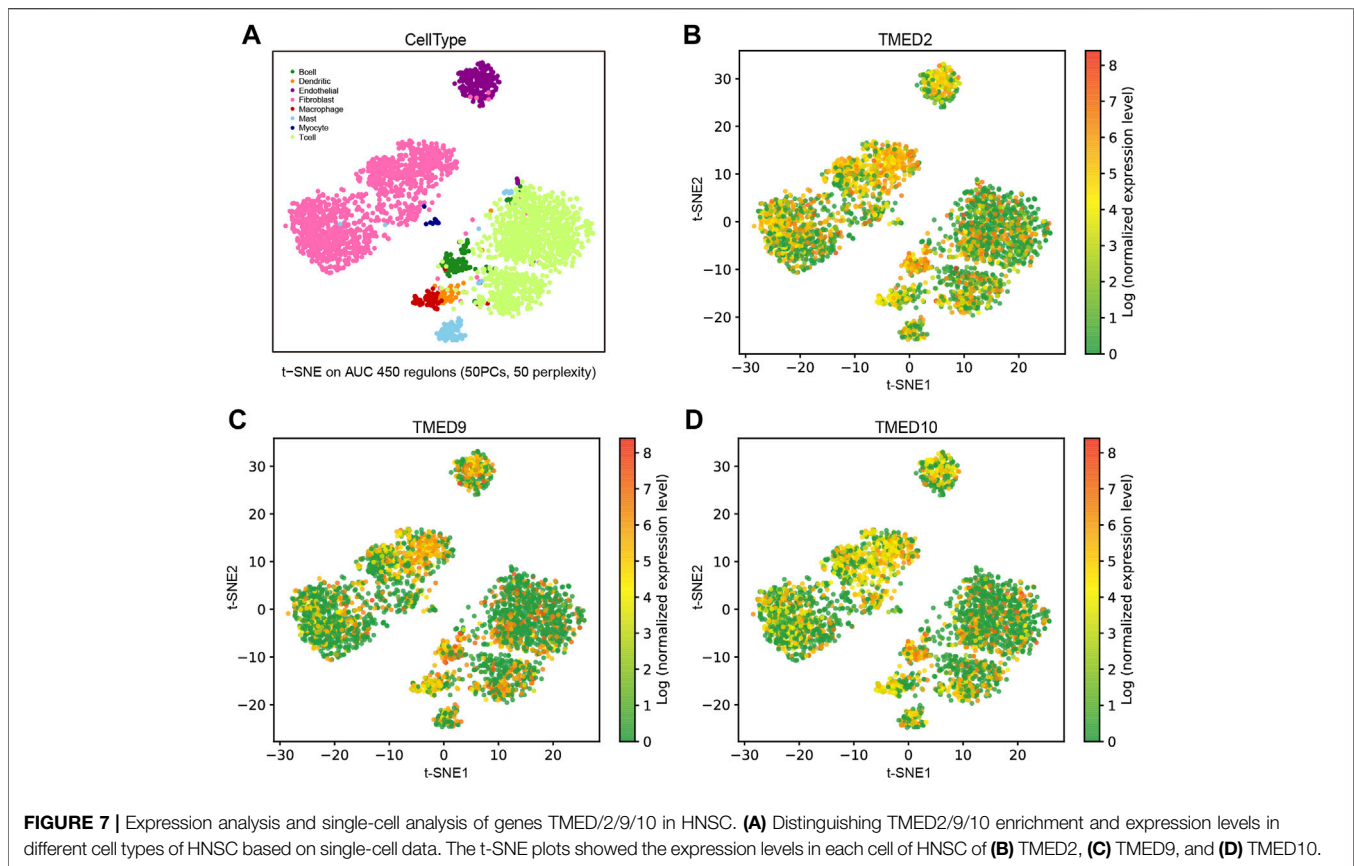 A
CellType
Bcell
Dendritic
Endothelial
Fibroblast
Macrophage
Mast
Myocyte
Tcell
t−SNE on AUC 450 regulons (50PCs, 50 perplexity)
B
TMED2
t-SNE2
30
20
10
0
−10
−20
−30 −20 −10 0 10 20
t-SNE1
8
7
6
5
4
3
2
1
0
Log (normalized expression level)
C
TMED9
t-SNE2
30
20
10
0
−10
−20
−30 −20 −10 0 10 20
t-SNE1
8
7
6
5
4
3
2
1
0
Log (normalized expression level)
D
TMED10
t-SNE2
30
20
10
0
−10
−20
−30 −20 −10 0 10 20
t-SNE1
8
7
6
5
4
3
2
1
0
Log (normalized expression level)
FIGURE 7 | Expression analysis and single-cell analysis of genes TMED/2/9/10 in HNSC. (A) Distinguishing TMED2/9/10 enrichment and expression levels in
different cell types of HNSC based on single-cell data. The t-SNE plots showed the expression levels in each cell of HNSC of (B) TMED2, (C) TMED9, and (D) TMED10.